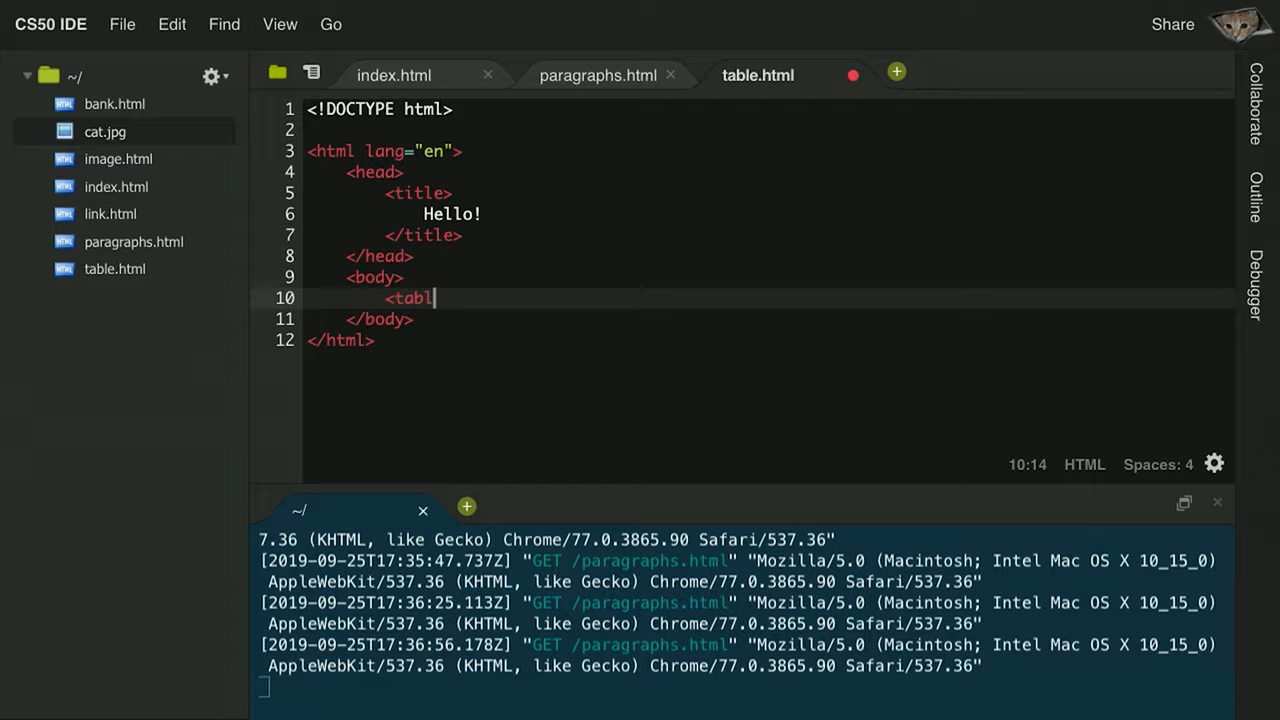 CS50 IDE File Edit Find View Go Share
~/
bank.html
cat.jpg
image.html
index.html
link.html
paragraphs.html
table.html
index.html paragraphs.html table.html
1 <!DOCTYPE html>
2
3 <html lang="en">
4 <head>
5 <title>
6 Hello!
7 </title>
8 </head>
9 <body>
10 <tabl
11 </body>
12 </html>
10:14 HTML Spaces: 4
Collaborate
Outline
Debugger
~/
7.36 (KHTML, like Gecko) Chrome/77.0.3865.90 Safari/537.36"
[2019-09-25T17:35:47.737Z] "GET /paragraphs.html" "Mozilla/5.0 (Macintosh; Intel Mac OS X 10_15_0)
AppleWebKit/537.36 (KHTML, like Gecko) Chrome/77.0.3865.90 Safari/537.36"
[2019-09-25T17:36:25.113Z] "GET /paragraphs.html" "Mozilla/5.0 (Macintosh; Intel Mac OS X 10_15_0)
AppleWebKit/537.36 (KHTML, like Gecko) Chrome/77.0.3865.90 Safari/537.36"
[2019-09-25T17:36:56.178Z] "GET /paragraphs.html" "Mozilla/5.0 (Macintosh; Intel Mac OS X 10_15_0)
AppleWebKit/537.36 (KHTML, like Gecko) Chrome/77.0.3865.90 Safari/537.36"